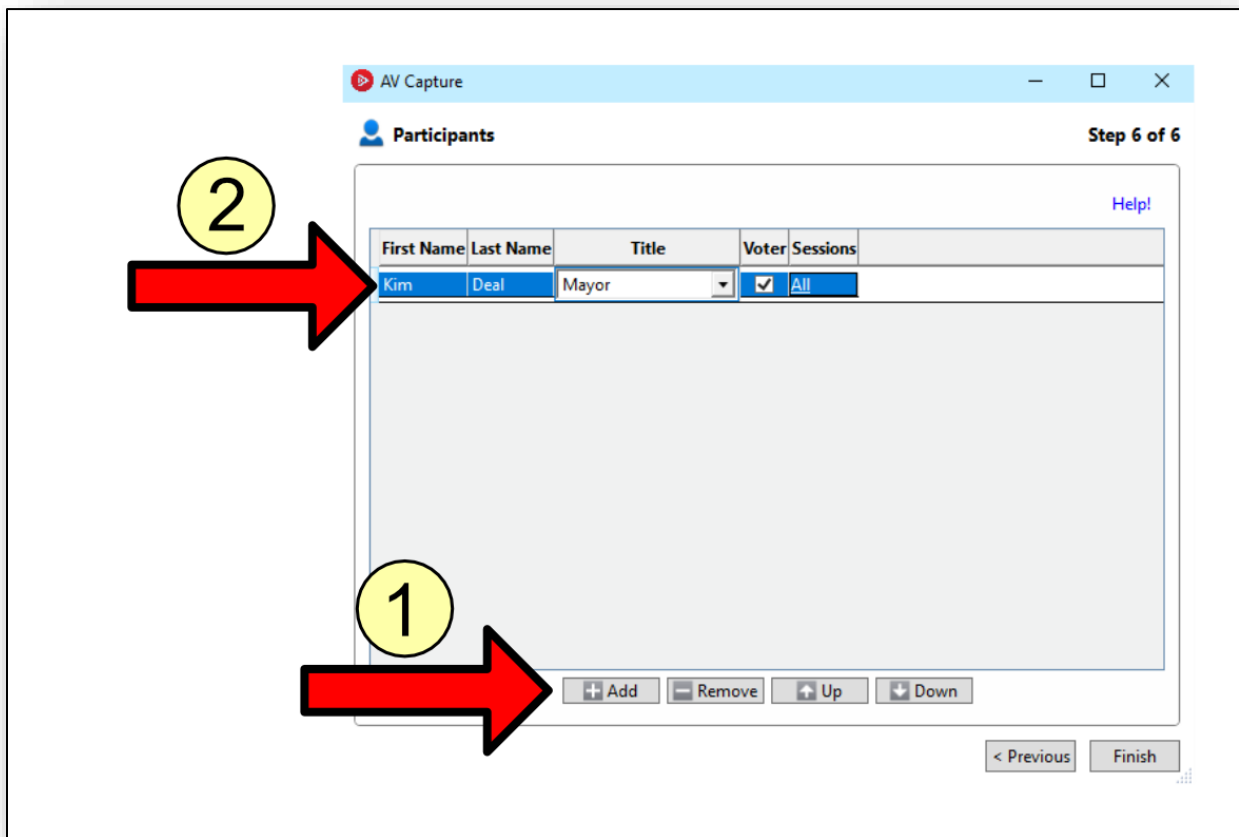 AV Capture
Participants Step 6 of 6
2
Help!
First Name Last Name Title Voter Sessions
Kim Deal Mayor All
1
Add Remove Up Down
< Previous Finish